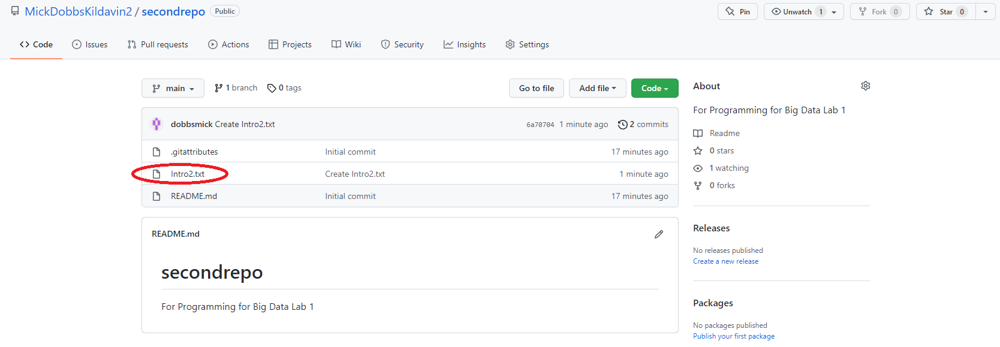 MickDobbsKildavin2 / secondrepo Public Pin Unwatch 1 Fork 0 Star 0
Code Issues Pull requests Actions Projects Wiki Security Insights Settings
main 1 branch 0 tags Go to file Add file Code
dobbsmick Create Intro2.txt 6a70704 1 minute ago 2 commits
.gitattributes Initial commit 17 minutes ago
Intro2.txt Create Intro2.txt 1 minute ago
README.md Initial commit 17 minutes ago
README.md
secondrepo
For Programming for Big Data Lab 1
About
For Programming for Big Data Lab 1
Readme
0 stars
1 watching
0 forks
Releases
No releases published
Create a new release
Packages
No packages published
Publish your first package